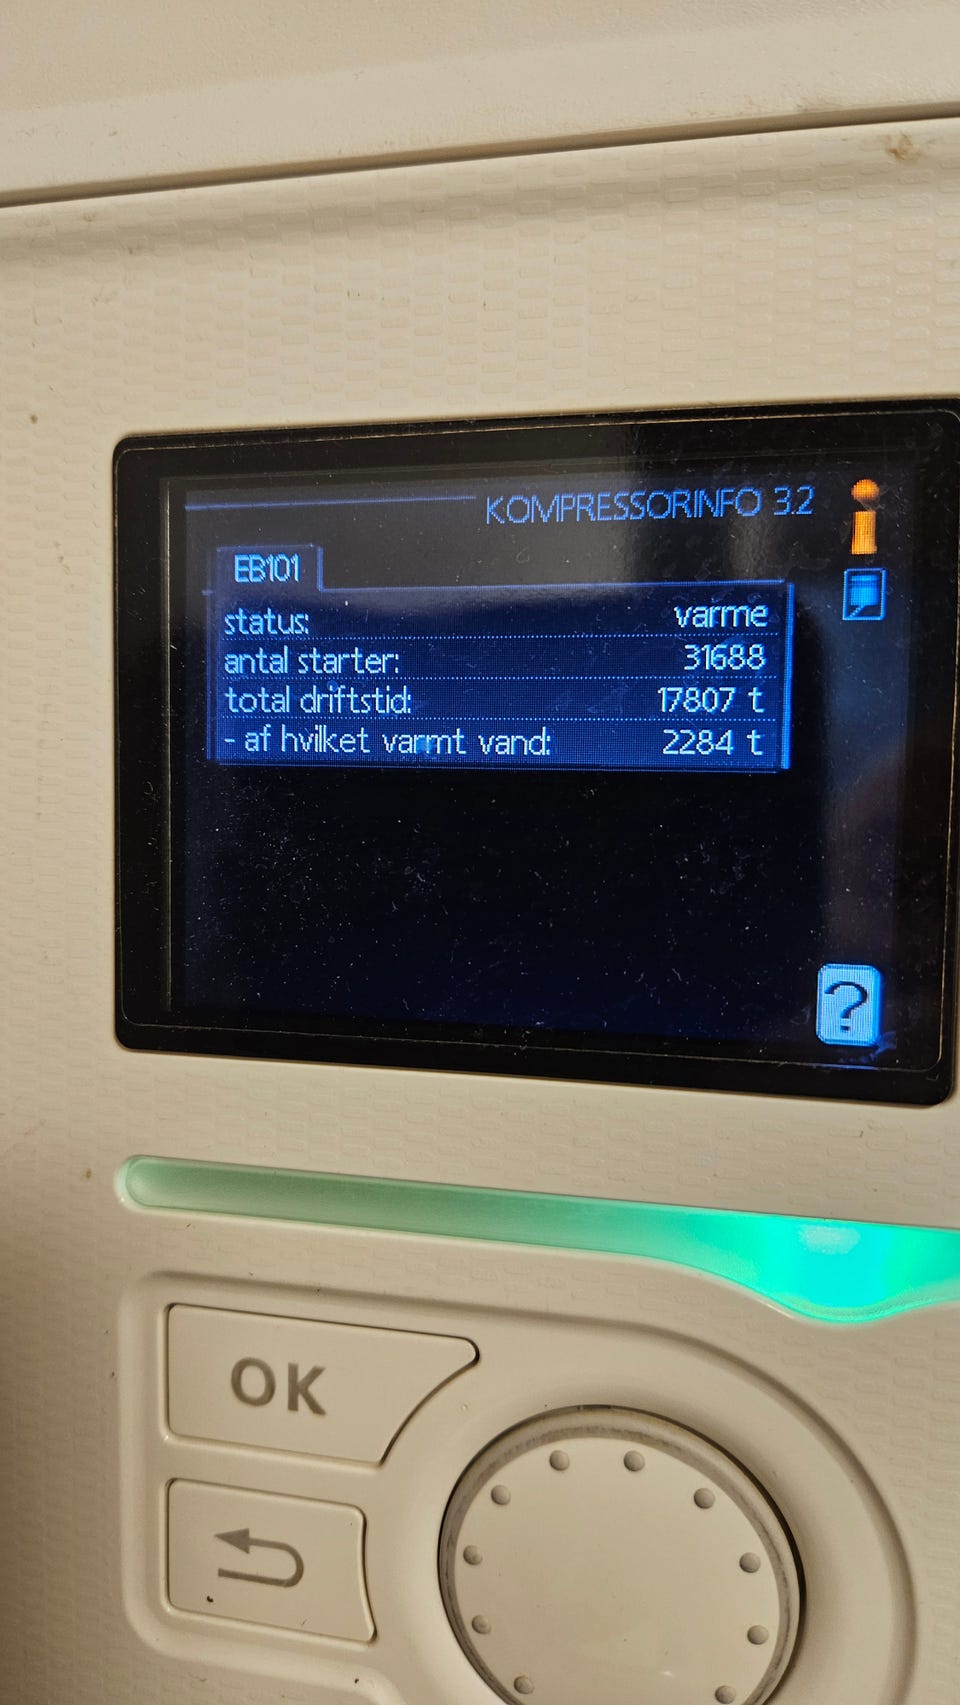 KOMPRESSORINFO 3.2
EB101
status: varme
antal starter: 31688
total driftstid: 17807 t
- af hvilket varmt vand: 2284 t
?
OK